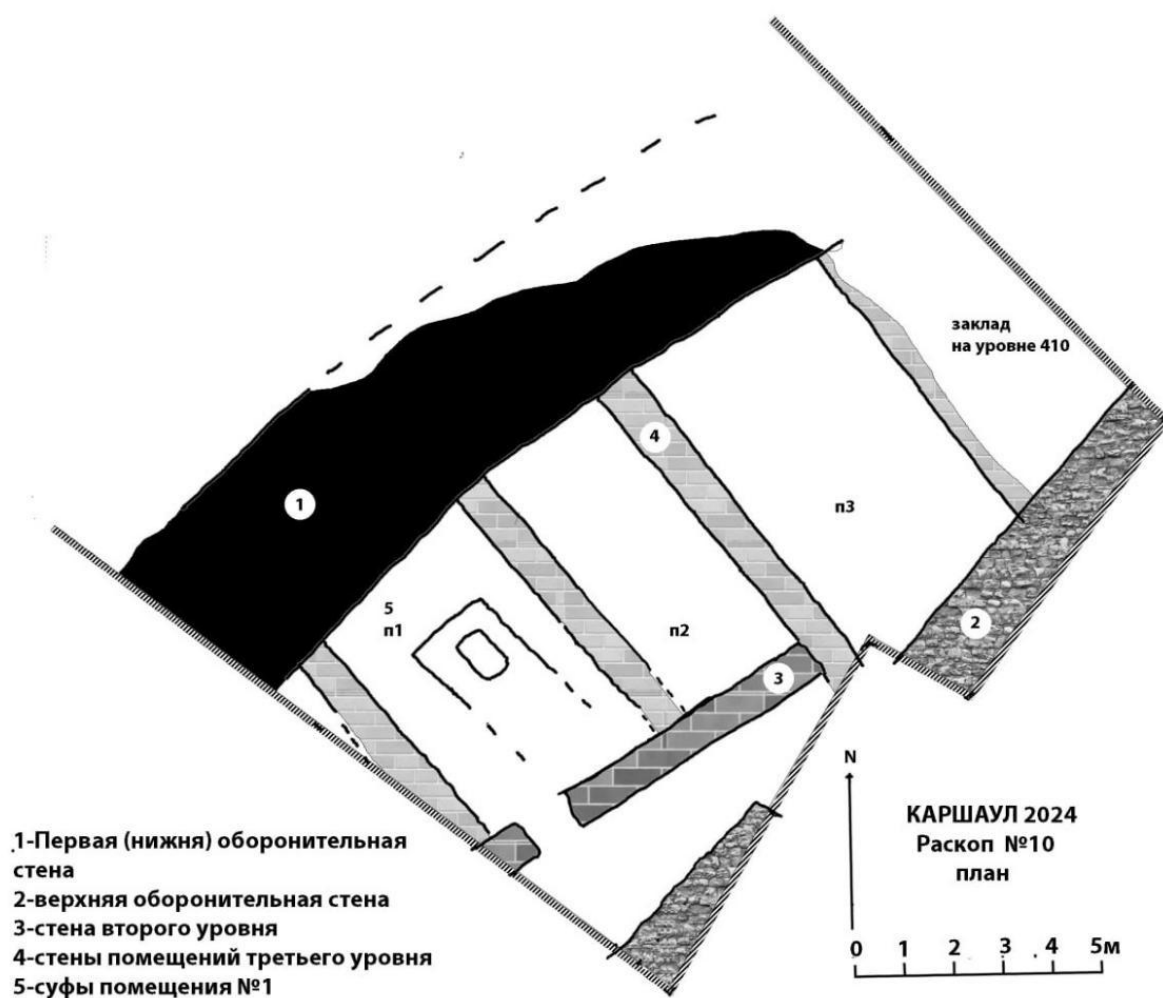 заклад
на уровне 410
4
1
п3
5
п1
п2
2
3
N
КАРШАУЛ 2024
Раскоп №10
план
0 1 2 3 4 5м
1-Первая (нижня) оборонительная
стена
2-верхняя оборонительная стена
3-стена второго уровня
4-стены помещений третьего уровня
5-суфы помещения №1